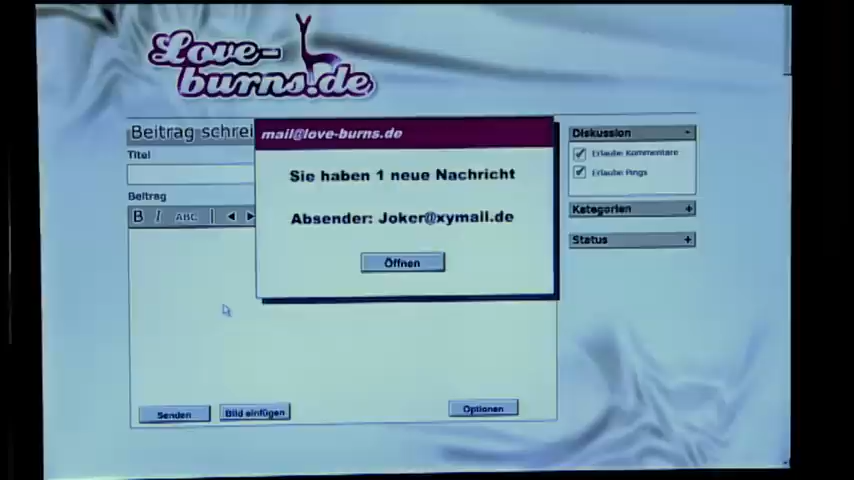 Love-
burns.de
Beitrag schrei
mail@love-burns.de
Diskussion -
Titel
Erlaube Kommentare
Sie haben 1 neue Nachricht
Erlaube Pings
Beitrag
Kategorien +
B I ABC
Absender: Joker@xymail.de
Status +
Öffnen
Senden
Bild einfügen
Optionen